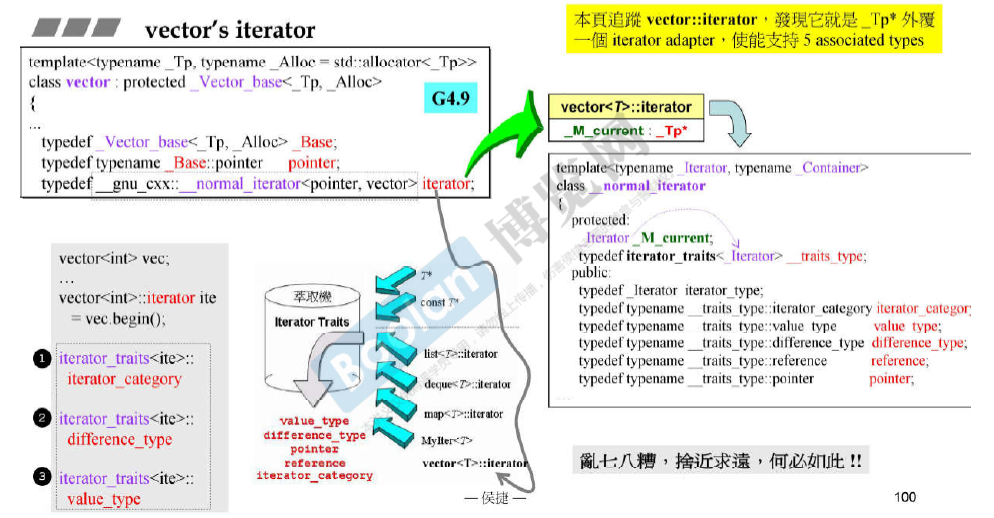 vector's iterator
本頁追蹤 vector::iterator，發現它就是 _Tp* 外覆
一個 iterator adapter，使能支持 5 associated types
template<typename _Tp, typename _Alloc = std::allocator<_Tp>>
class vector : protected _Vector_base<_Tp, _Alloc>
{
...
typedef _Vector_base<_Tp, _Alloc> _Base;
typedef typename _Base::pointer pointer;
typedef __gnu_cxx::__normal_iterator<pointer, vector> iterator;
G4.9
vector<T>::iterator
_M_current : _Tp*
template<typename _Iterator, typename _Container>
class __normal_iterator
{
protected:
_Iterator _M_current;
typedef iterator_traits<_Iterator> __traits_type;
public:
typedef _Iterator iterator_type;
typedef typename __traits_type::iterator_category iterator_category
typedef typename __traits_type::value_type value_type;
typedef typename __traits_type::difference_type difference_type;
typedef typename __traits_type::reference reference;
typedef typename __traits_type::pointer pointer;
....
vector<int> vec;
...
vector<int>::iterator ite
= vec.begin();
1 iterator_traits<ite>::
iterator_category
2 iterator_traits<ite>::
difference_type
3 iterator_traits<ite>::
value_type
萃取機
Iterator Traits
T*
const T*
list<T>::iterator
deque<T>::iterator
map<T>::iterator
MyIter<T>
vector<T>::iterator
value_type
difference_type
pointer
reference
iterator_category
亂七八糟，捨近求遠，何必如此 !!
— 侯捷 —
100
Boolan 博览网